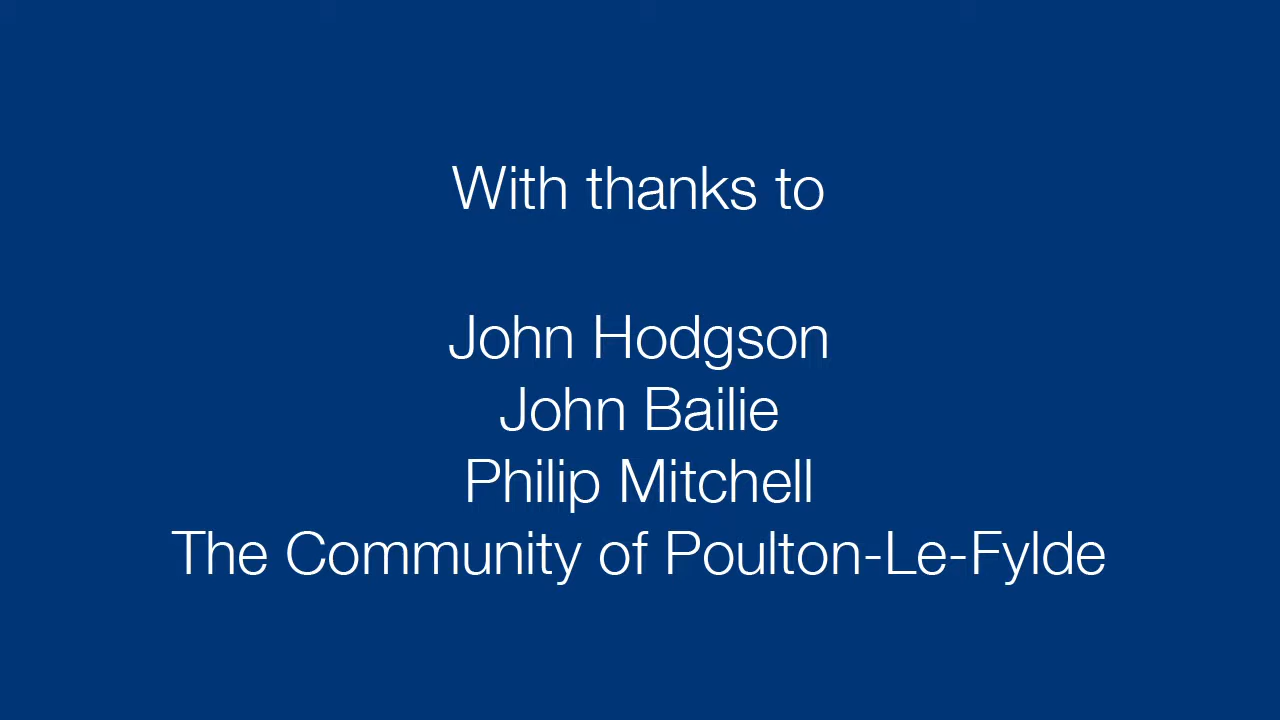 With thanks to
John Hodgson
John Bailie
Philip Mitchell
The Community of Poulton-Le-Fylde